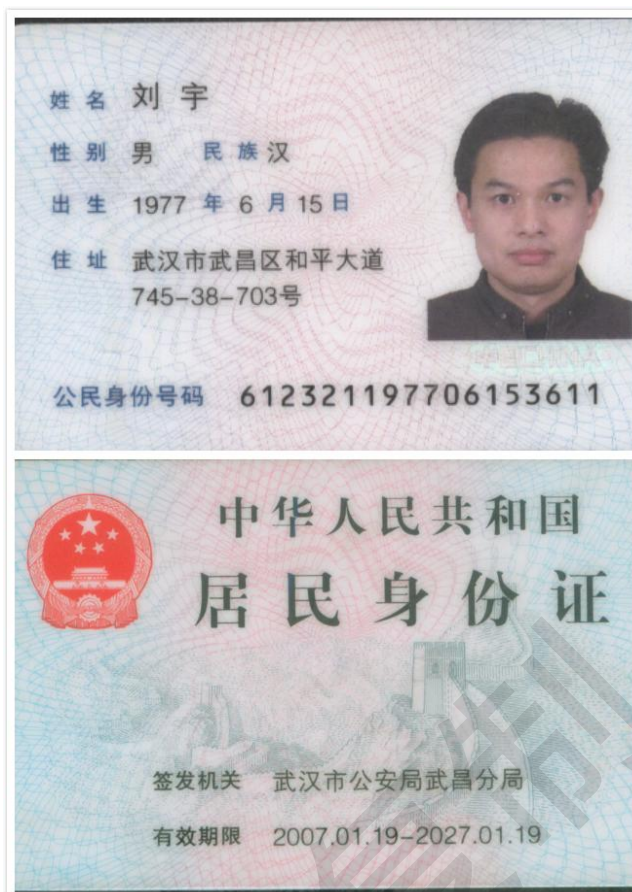 姓名 刘宇
性别 男 民族 汉
出生 1977 年 6 月 15 日
住址 武汉市武昌区和平大道
745-38-703号
公民身份号码 612321197706153611
中华人民共和国
居民身份证
签发机关 武汉市公安局武昌分局
有效期限 2007.01.19-2027.01.19